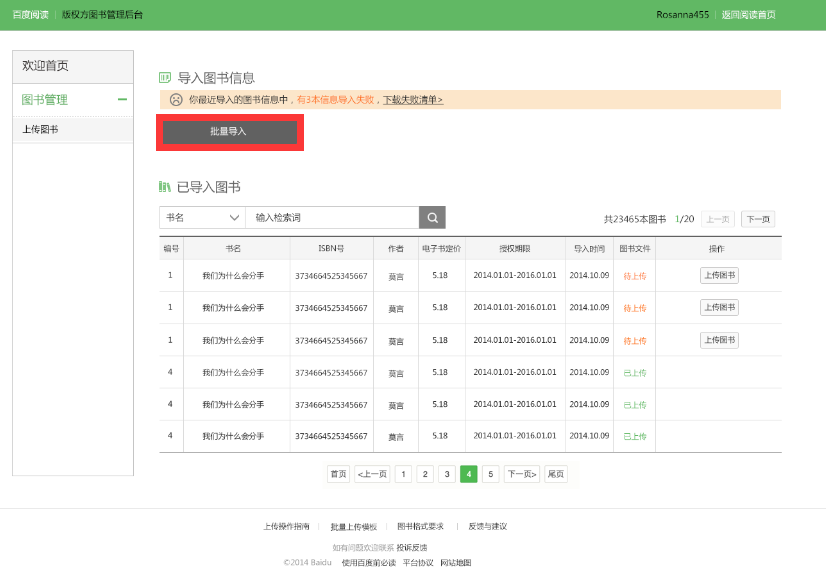 百度阅读 | 版权方图书管理后台 Rosanna455 | 返回阅读首页
欢迎首页
图书管理
上传图书
导入图书信息
你最近导入的图书信息中，有3本信息导入失败，下载失败清单>
批量导入
已导入图书
书名 输入检索词 共23465本图书 1/20 上一页 下一页
编号 书名 ISBN号 作者 电子书定价 授权期限 导入时间 图书文件 操作
1 我们为什么会分手 3734664525345667 莫言 5.18 2014.01.01-2016.01.01 2014.10.09 待上传 上传图书
1 我们为什么会分手 3734664525345667 莫言 5.18 2014.01.01-2016.01.01 2014.10.09 待上传 上传图书
1 我们为什么会分手 3734664525345667 莫言 5.18 2014.01.01-2016.01.01 2014.10.09 待上传 上传图书
4 我们为什么会分手 3734664525345667 莫言 5.18 2014.01.01-2016.01.01 2014.10.09 已上传
4 我们为什么会分手 3734664525345667 莫言 5.18 2014.01.01-2016.01.01 2014.10.09 已上传
4 我们为什么会分手 3734664525345667 莫言 5.18 2014.01.01-2016.01.01 2014.10.09 已上传
首页 <上一页 1 2 3 4 5 下一页> 尾页
上传操作指南 | 批量上传模板 | 图书格式要求 | 反馈与建议
如有问题欢迎联系 投诉反馈
©2014 Baidu 使用百度前必读 平台协议 网站地图